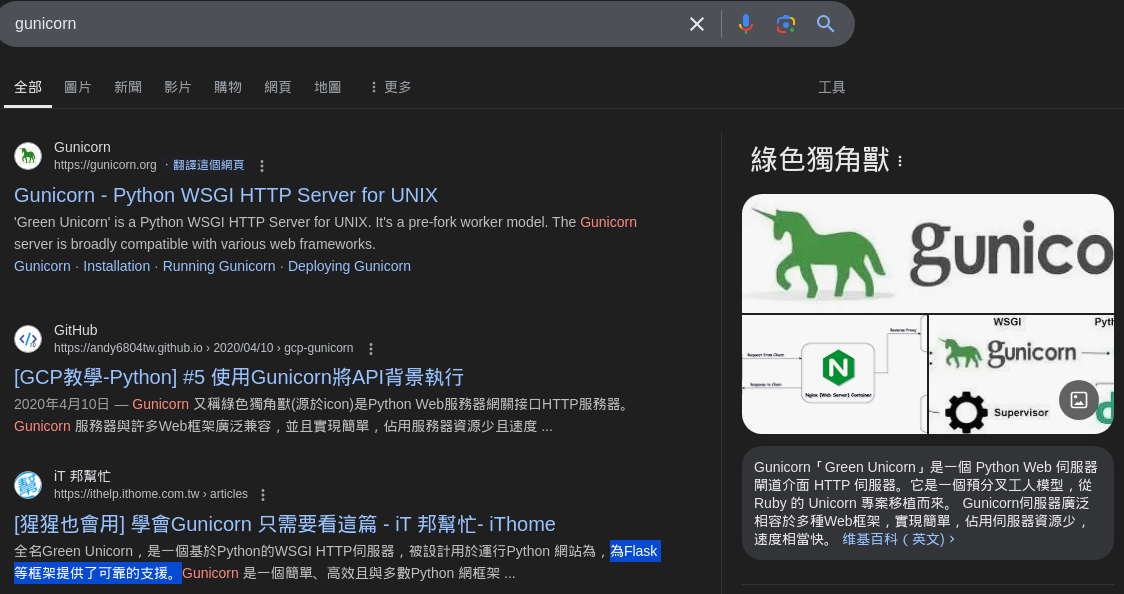 gunicorn
全部 圖片 新聞 影片 購物 網頁 地圖 更多 工具
Gunicorn
https://gunicorn.org · 翻譯這個網頁
Gunicorn - Python WSGI HTTP Server for UNIX
'Green Unicorn' is a Python WSGI HTTP Server for UNIX. It's a pre-fork worker model. The Gunicorn
server is broadly compatible with various web frameworks.
Gunicorn · Installation · Running Gunicorn · Deploying Gunicorn
GitHub
https://andy6804tw.github.io › 2020/04/10 › gcp-gunicorn
[GCP教學-Python] #5 使用Gunicorn將API背景執行
2020年4月10日 — Gunicorn 又稱綠色獨角獸(源於icon)是Python Web服務器網關接口HTTP服務器。
Gunicorn 服務器與許多Web框架廣泛兼容，並且實現簡單，佔用服務器資源少且速度 ...
iT 邦幫忙
https://ithelp.ithome.com.tw › articles
[猩猩也會用] 學會Gunicorn 只需要看這篇 - iT 邦幫忙- iThome
全名Green Unicorn，是一個基於Python的WSGI HTTP伺服器，被設計用於運行Python 網站為，為Flask
等框架提供了可靠的支援。Gunicorn 是一個簡單、高效且與多數Python 網框架 ...
綠色獨角獸
gunico
Request from Client
Response to Client
Reverse Proxy
N
Nginx (Web Server) Container
WSGI
Pyth
gunicorn
Supervisor
d
Gunicorn「Green Unicorn」是一個 Python Web 伺服器
閘道介面 HTTP 伺服器。它是一個預分叉工人模型，從
Ruby 的 Unicorn 專案移植而來。 Gunicorn伺服器廣泛
相容於多種Web框架，實現簡單，佔用伺服器資源少，
速度相當快。 維基百科（英文）›